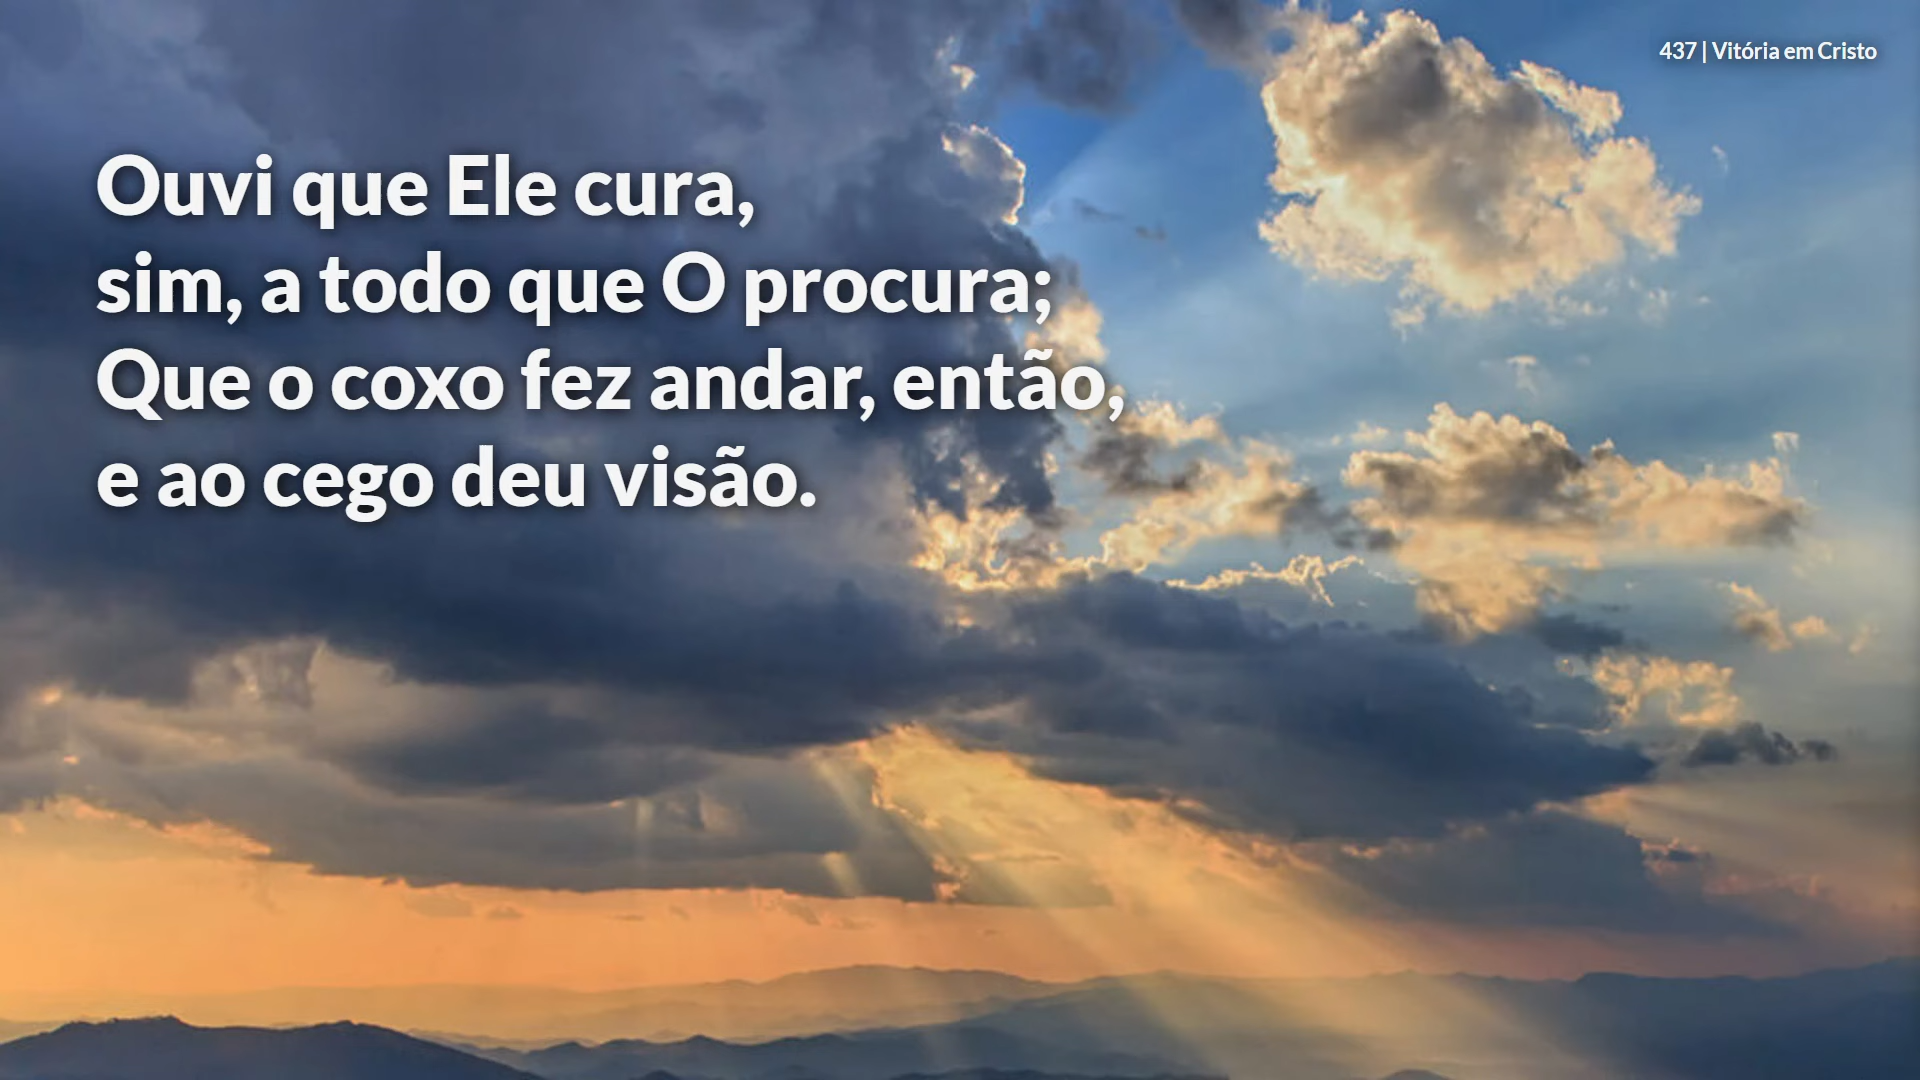 437 | Vitória em Cristo
Ouvi que Ele cura,
sim, a todo que O procura;
Que o coxo fez andar, então,
e ao cego deu visão.